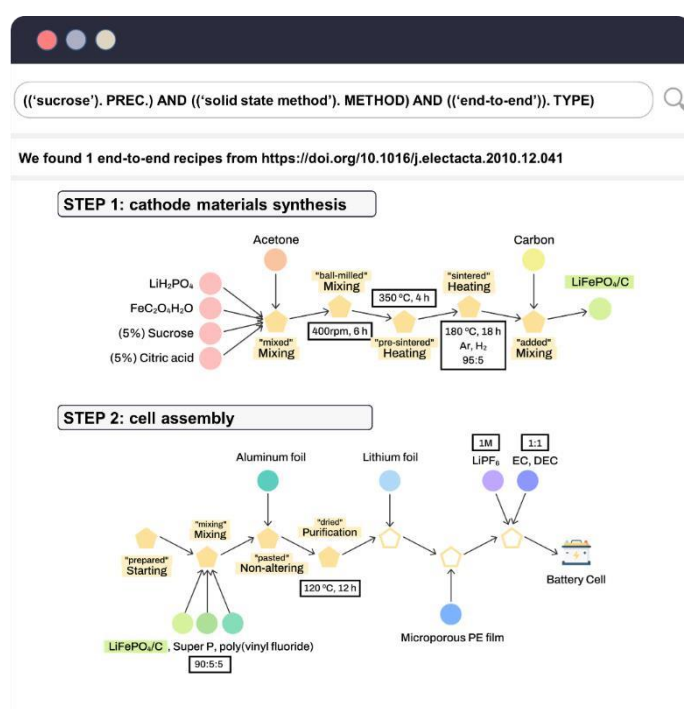 ((‘sucrose’). PREC.) AND ((‘solid state method’). METHOD) AND ((‘end-to-end’)). TYPE)
We found 1 end-to-end recipes from https://doi.org/10.1016/j.electacta.2010.12.041
STEP 1: cathode materials synthesis
Acetone
Carbon
LiH₂PO₄
FeC₂O₄H₂O
(5%) Sucrose
(5%) Citric acid
"mixed"
Mixing
"ball-milled"
Mixing
400rpm, 6 h
350 °C, 4 h
"pre-sintered"
Heating
"sintered"
Heating
180 °C, 18 h
Ar, H₂
95:5
"added"
Mixing
LiFePO₄/C
STEP 2: cell assembly
Aluminum foil
Lithium foil
1M
LiPF₆
1:1
EC, DEC
"prepared"
Starting
"mixing"
Mixing
"pasted"
Non-altering
"dried"
Purification
120 °C, 12 h
Battery Cell
Microporous PE film
LiFePO₄/C , Super P, poly(vinyl fluoride)
90:5:5